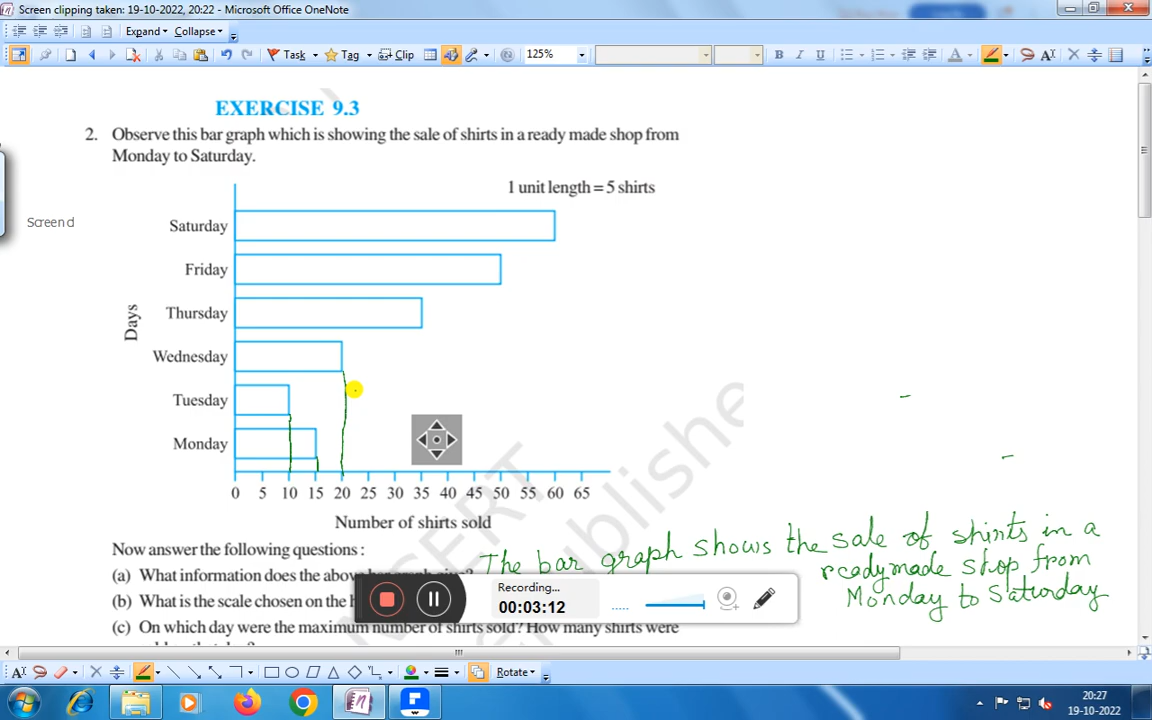 Screen clipping taken: 19-10-2022, 20:22 - Microsoft Office OneNote
Expand Collapse
Task Tag Clip 125% B I U A
EXERCISE 9.3
2. Observe this bar graph which is showing the sale of shirts in a ready made shop from
Monday to Saturday.
1 unit length = 5 shirts
Screen d
Saturday
Friday
Thursday
Days
Wednesday
Tuesday
Monday
0 5 10 15 20 25 30 35 40 45 50 55 60 65
Number of shirts sold
Now answer the following questions :
The bar graph shows the sale of shirts in a
readymade shop from
Monday to Saturday
(a) What information does the above
(b) What is the scale chosen on the
(c) On which day were the maximum number of shirts sold? How many shirts were
Recording...
00:03:12
Rotate
20:27
19-10-2022